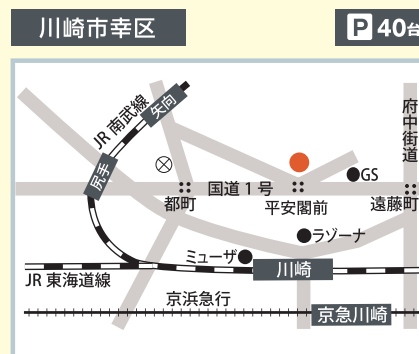 川崎市幸区
P 40台
JR 南武線
矢向
府中街道
尻手
GS
国道1号
都町
平安閣前
遠藤町
ラゾーナ
ミューザ
川崎
JR 東海道線
京浜急行
京急川崎